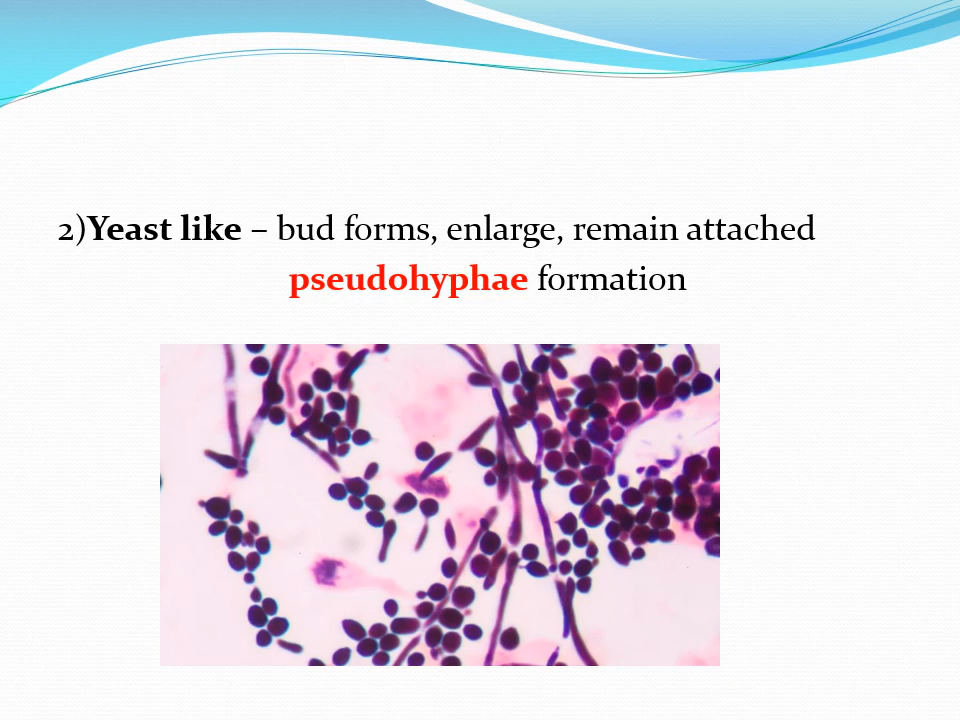 2)Yeast like – bud forms, enlarge, remain attached
pseudohyphae formation